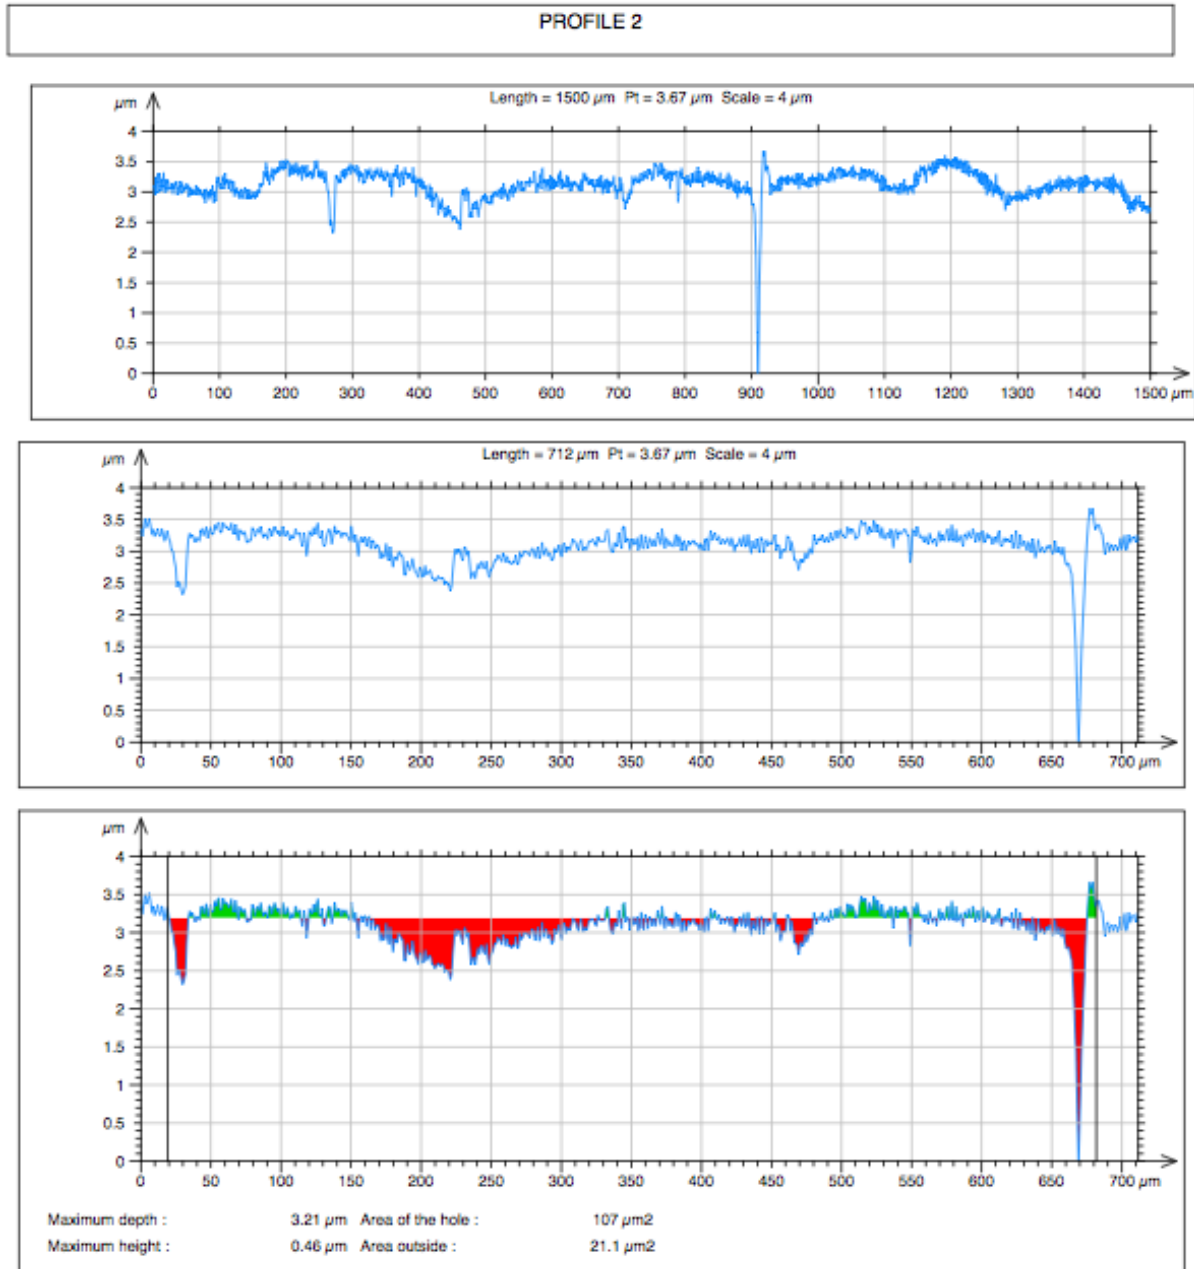 PROFILE 2
Length = 1500 µm Pt = 3.67 µm Scale = 4 µm
µm
4
3.5
3
2.5
2
1.5
1
0.5
0
0 100 200 300 400 500 600 700 800 900 1000 1100 1200 1300 1400 1500 µm
Length = 712 µm Pt = 3.67 µm Scale = 4 µm
µm
4
3.5
3
2.5
2
1.5
1
0.5
0
0 50 100 150 200 250 300 350 400 450 500 550 600 650 700 µm
µm
4
3.5
3
2.5
2
1.5
1
0.5
0
0 50 100 150 200 250 300 350 400 450 500 550 600 650 700 µm
Maximum depth : 3.21 µm Area of the hole : 107 µm2
Maximum height : 0.46 µm Area outside : 21.1 µm2